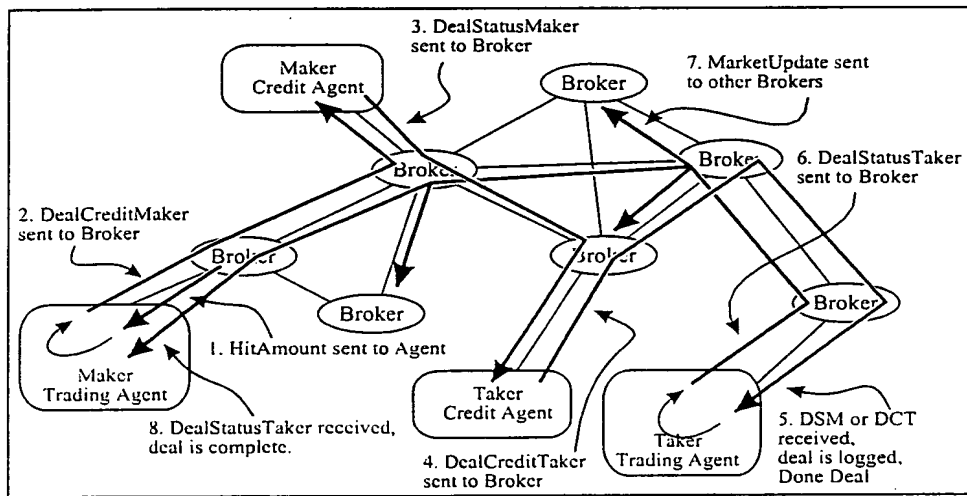 3. DealStatusMaker
sent to Broker
7. MarketUpdate sent
to other Brokers
Maker
Credit Agent
Broker
Broker
Broker
6. DealStatusTaker
sent to Broker
2. DealCreditMaker
sent to Broker
Broker
Broker
Broker
Broker
1. HitAmount sent to Agent
Maker
Trading Agent
Taker
Credit Agent
Taker
Trading Agent
8. DealStatusTaker received,
deal is complete.
4. DealCreditTaker
sent to Broker
5. DSM or DCT
received,
deal is logged,
Done Deal